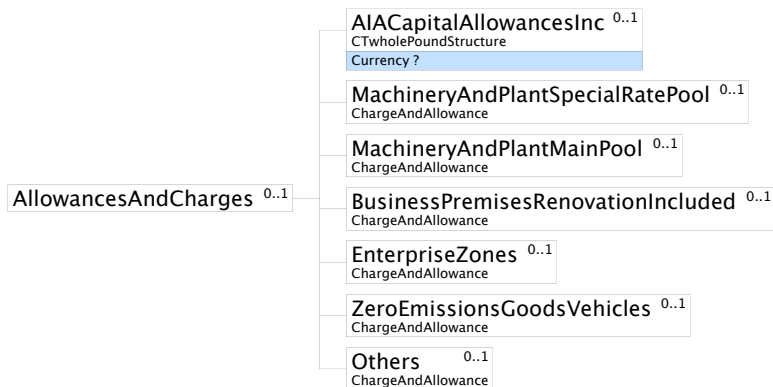 AIACapitalAllowancesInc 0..1
CTwholePoundStructure
Currency ?
MachineryAndPlantSpecialRatePool 0..1
ChargeAndAllowance
MachineryAndPlantMainPool 0..1
ChargeAndAllowance
AllowancesAndCharges 0..1
BusinessPremisesRenovationIncluded 0..1
ChargeAndAllowance
EnterpriseZones 0..1
ChargeAndAllowance
ZeroEmissionsGoodsVehicles 0..1
ChargeAndAllowance
Others 0..1
ChargeAndAllowance